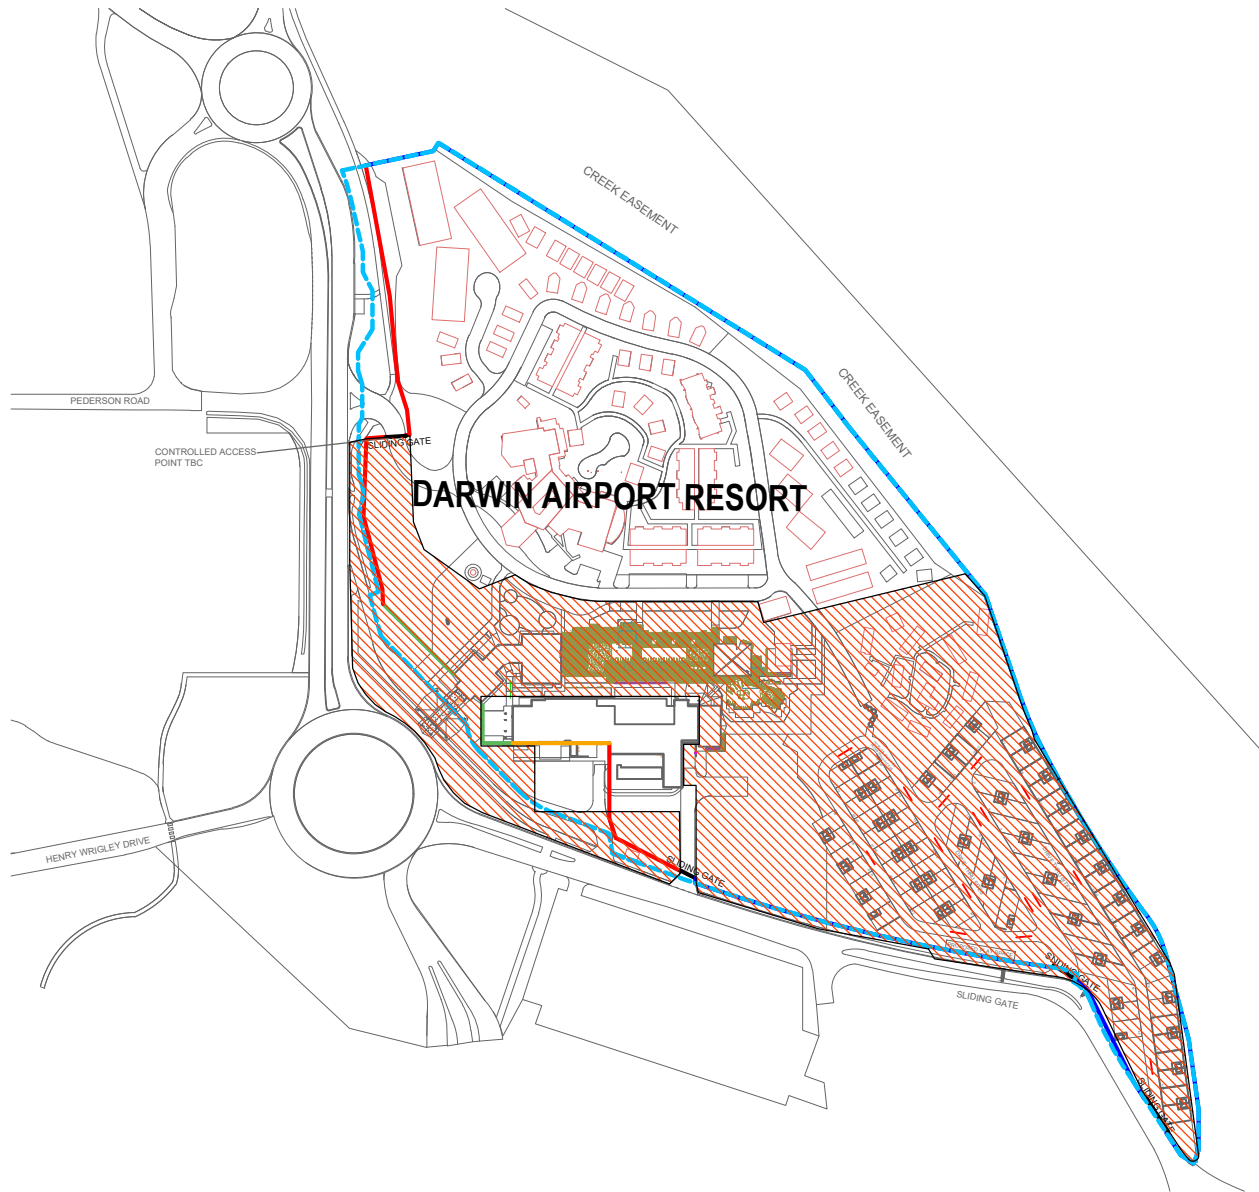 CREEK EASEMENT
CREEK EASEMENT
PEDERSON ROAD
SLIDING GATE
CONTROLLED ACCESS
POINT TBC
DARWIN AIRPORT RESORT
HENRY WRIGLEY DRIVE
SLIDING GATE
SLIDING GATE
SLIDING GATE
SLIDING GATE